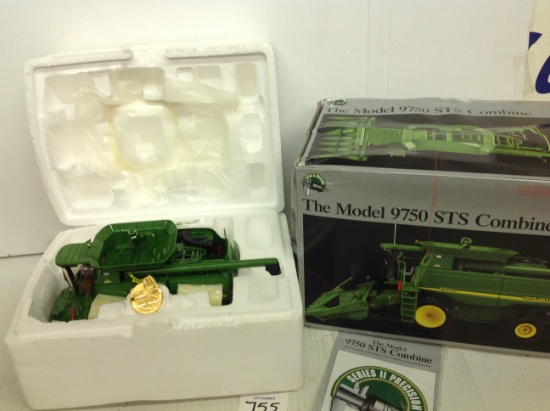 The Model 9750 STS Combine
The Model 9750 STS Combine
The Model
9750 STS Combine
SERIES II PRECISION
755